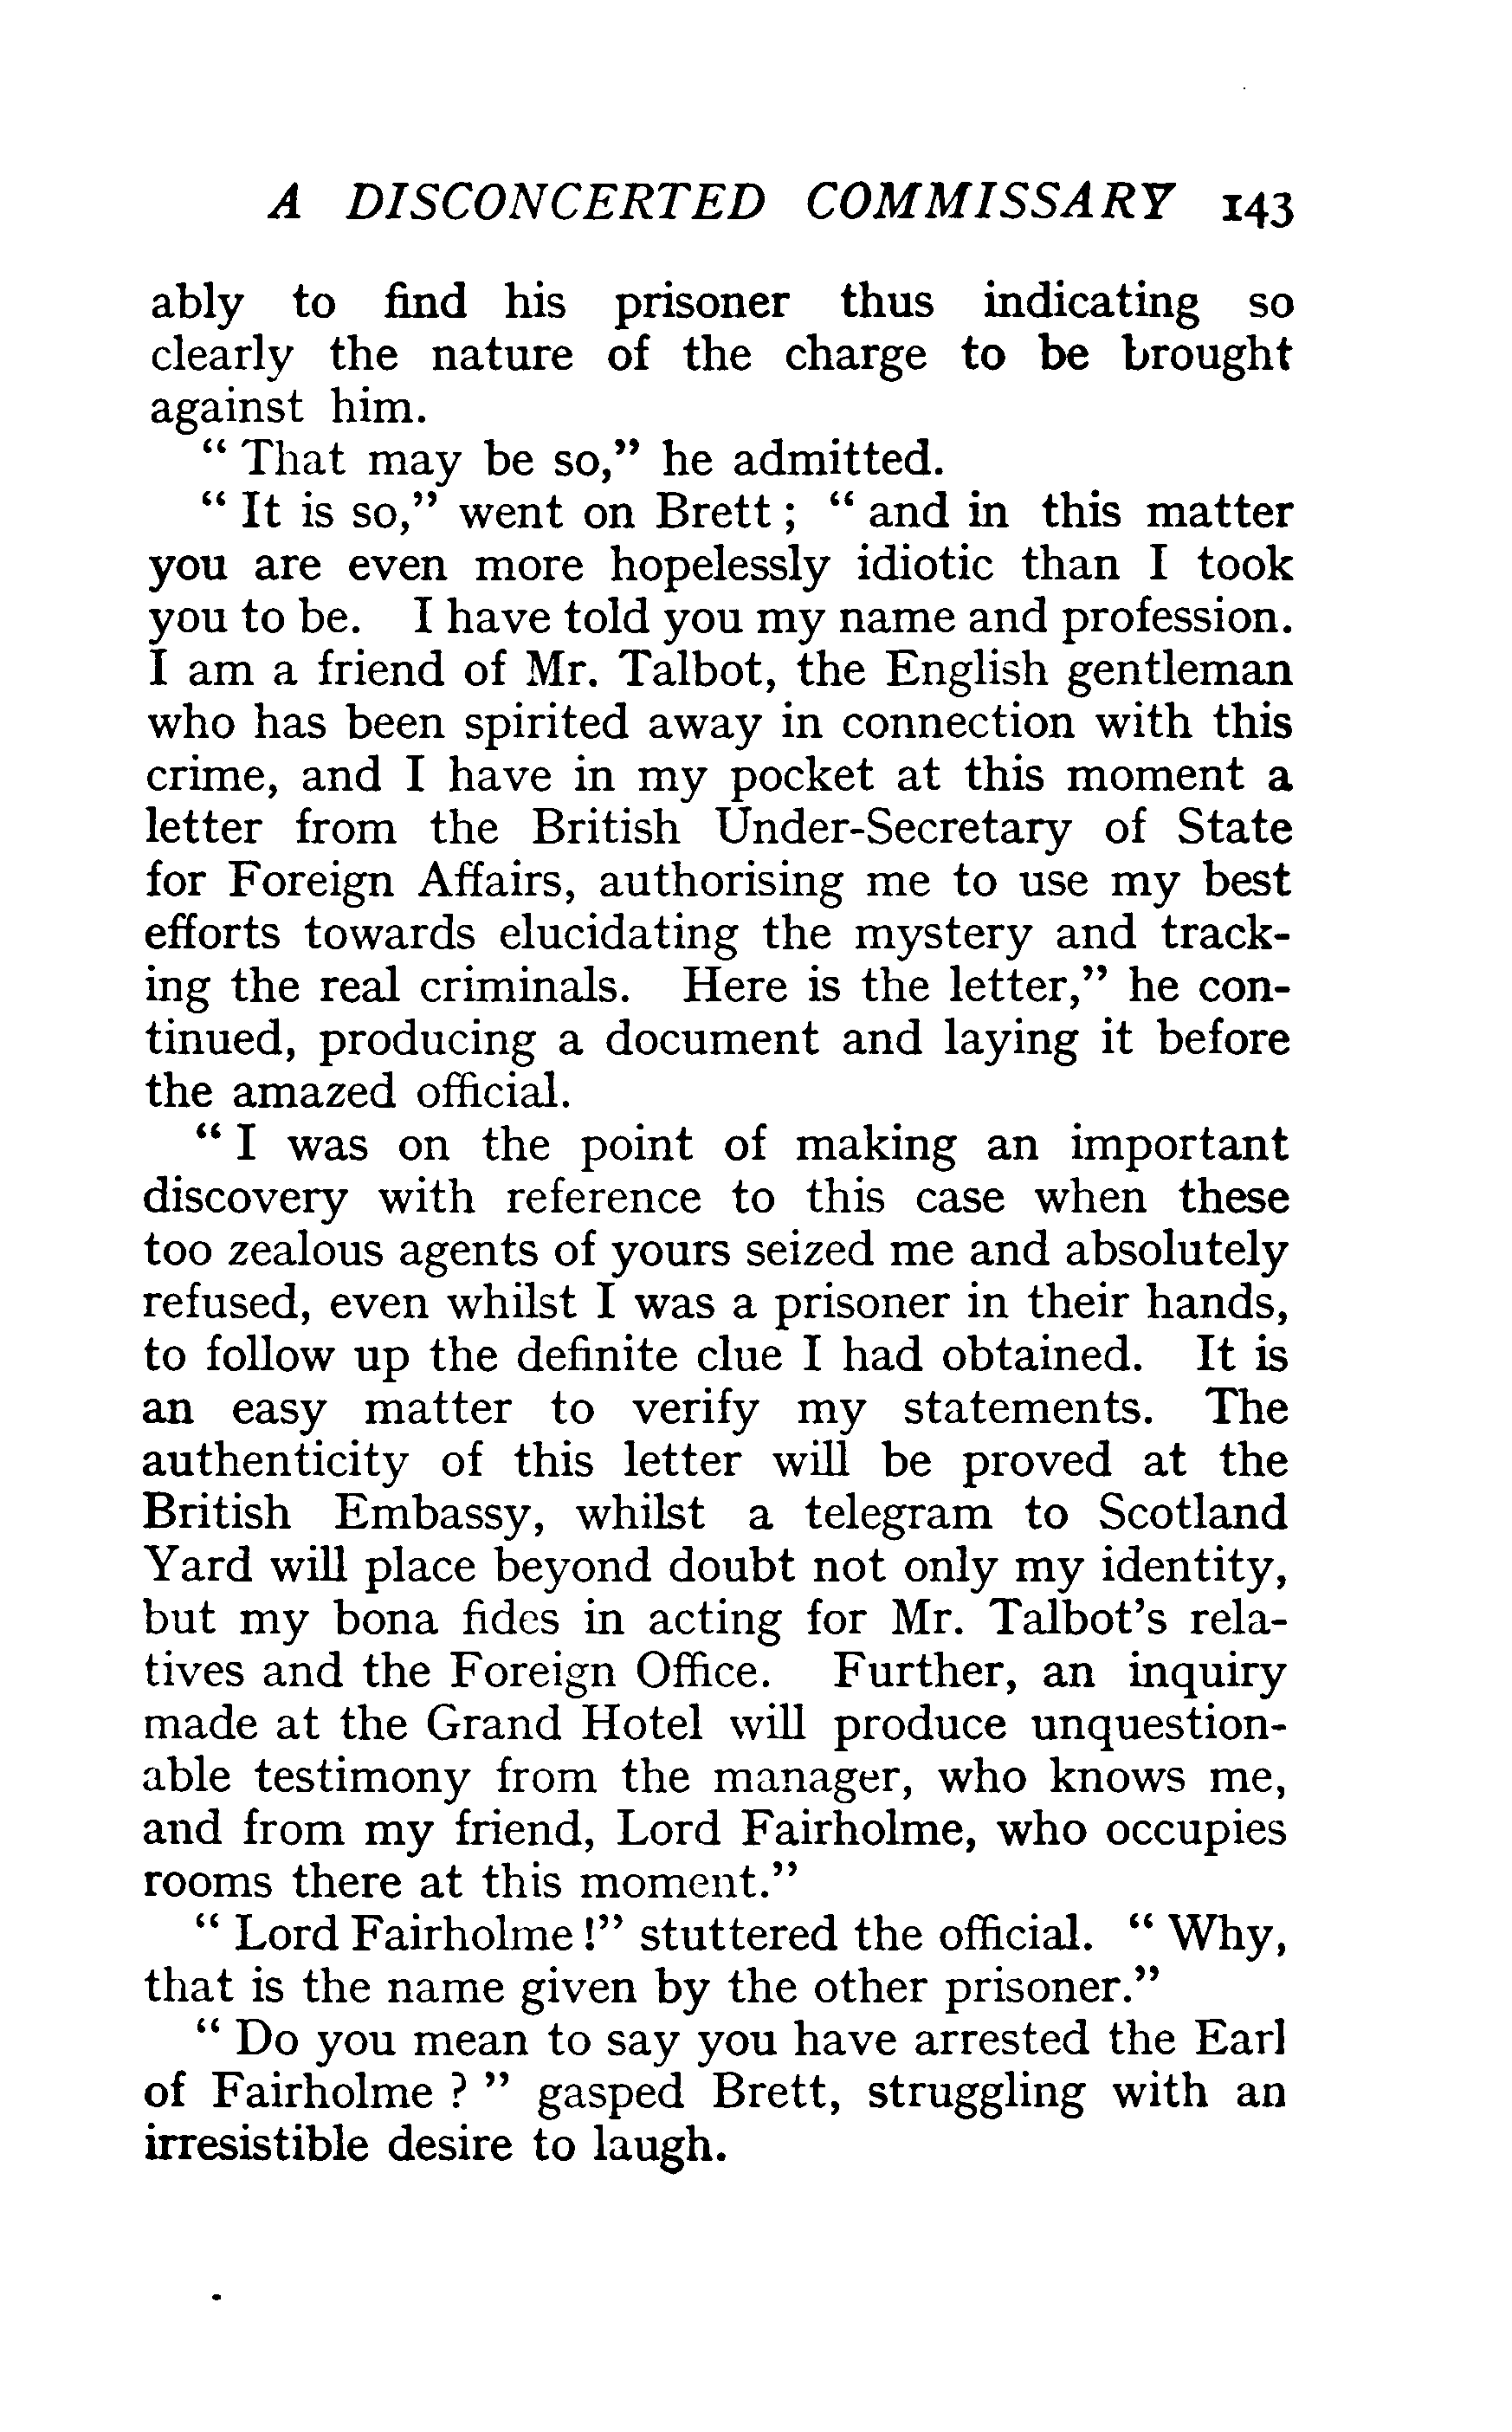 A DISCONCERTED COMMISSARY 143
ably to find his prisoner thus indicating so
clearly the nature of the charge to be brought
against him.
“ That may be so,” he admitted.
“ It is so,” went on Brett ; “ and in this matter
you are even more hopelessly idiotic than I took
you to be. I have told you my name and profession.
I am a friend of Mr. Talbot, the English gentleman
who has been spirited away in connection with this
crime, and I have in my pocket at this moment a
letter from the British Under-Secretary of State
for Foreign Affairs, authorising me to use my best
efforts towards elucidating the mystery and track-
ing the real criminals. Here is the letter,” he con-
tinued, producing a document and laying it before
the amazed official.
“ I was on the point of making an important
discovery with reference to this case when these
too zealous agents of yours seized me and absolutely
refused, even whilst I was a prisoner in their hands,
to follow up the definite clue I had obtained. It is
an easy matter to verify my statements. The
authenticity of this letter will be proved at the
British Embassy, whilst a telegram to Scotland
Yard will place beyond doubt not only my identity,
but my bona fides in acting for Mr. Talbot’s rela-
tives and the Foreign Office. Further, an inquiry
made at the Grand Hotel will produce unquestion-
able testimony from the manager, who knows me,
and from my friend, Lord Fairholme, who occupies
rooms there at this moment.”
“ Lord Fairholme !” stuttered the official. “ Why,
that is the name given by the other prisoner.”
“ Do you mean to say you have arrested the Earl
of Fairholme ? ” gasped Brett, struggling with an
irresistible desire to laugh.